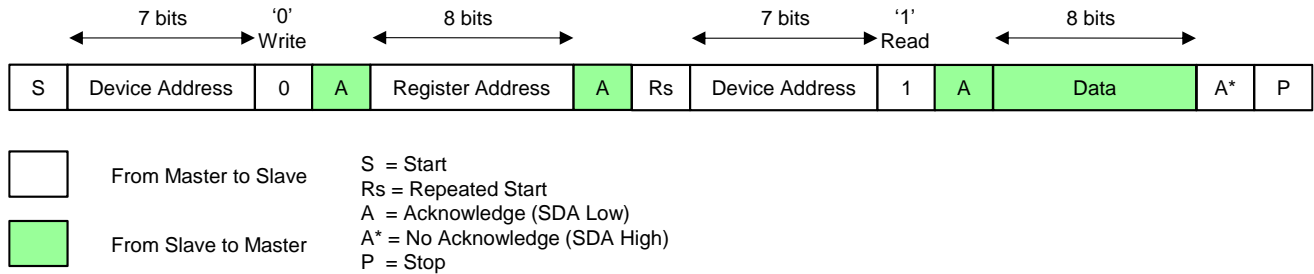 7 bits ‘0’ 8 bits 7 bits ‘1’ 8 bits
Write Read
S Device Address 0 A Register Address A Rs Device Address 1 A Data A* P
From Master to Slave
From Slave to Master
S = Start
Rs = Repeated Start
A = Acknowledge (SDA Low)
A* = No Acknowledge (SDA High)
P = Stop